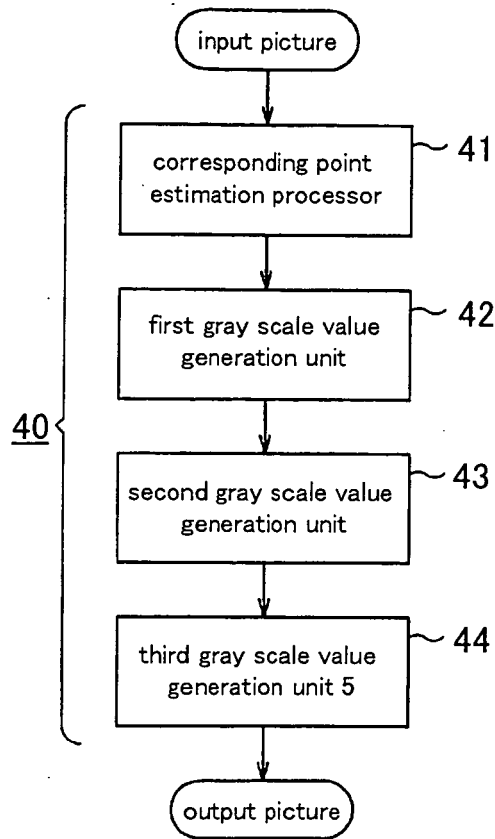 input picture
corresponding point
estimation processor
41
first gray scale value
generation unit
42
40
second gray scale value
generation unit
43
third gray scale value
generation unit 5
44
output picture